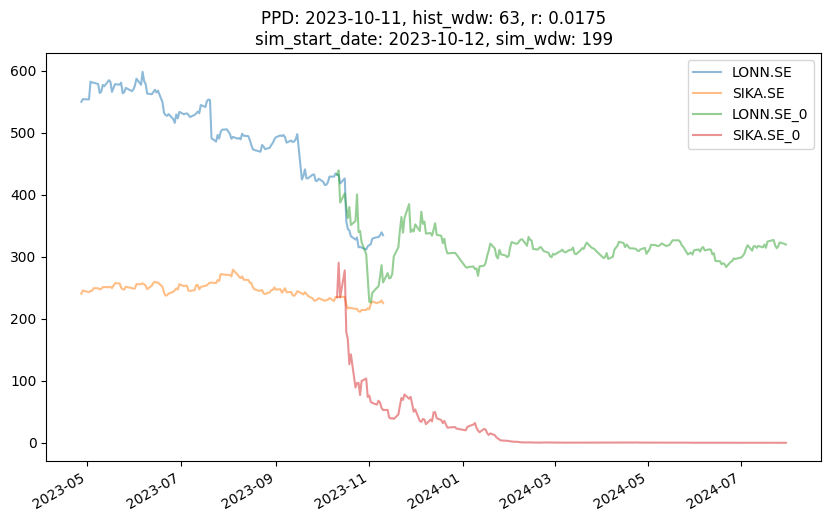 PPD: 2023-10-11, hist_wdw: 63, r: 0.0175
sim_start_date: 2023-10-12, sim_wdw: 199
LONN.SE
SIKA.SE
LONN.SE_0
SIKA.SE_0
600
500
400
300
200
100
0
2023-05
2023-07
2023-09
2023-11
2024-01
2024-03
2024-05
2024-07